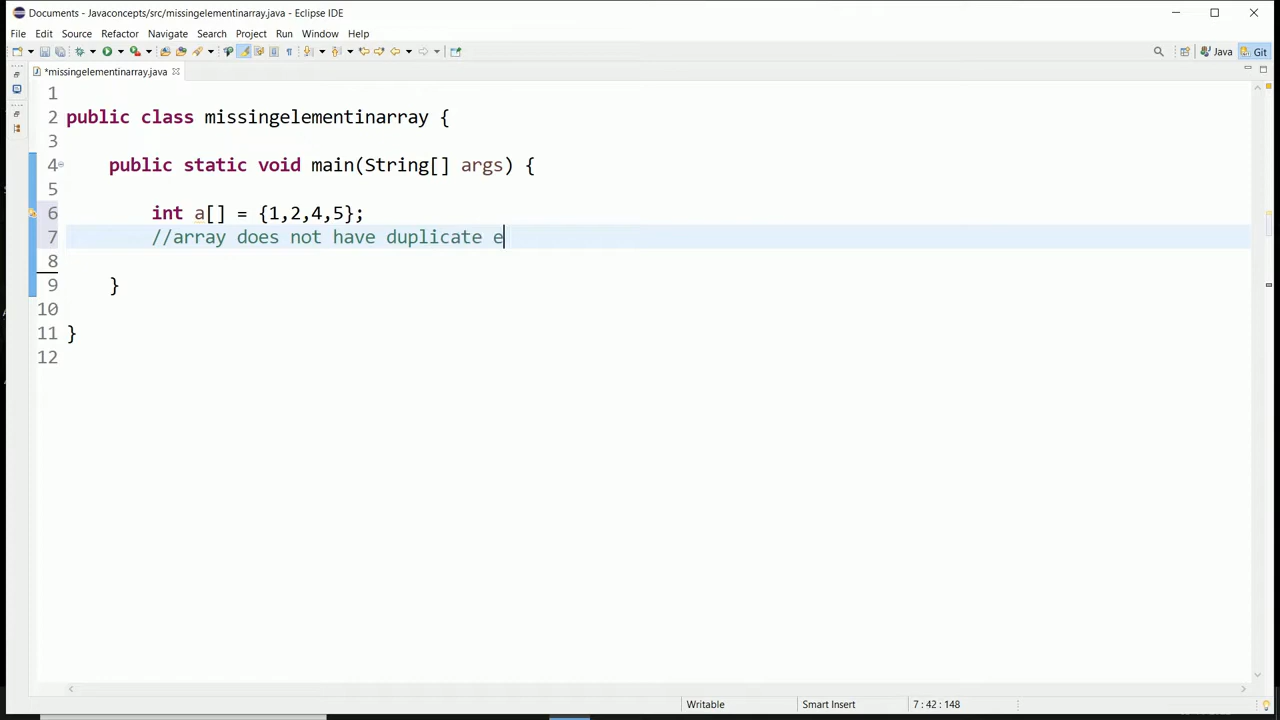 Documents - Javaconcepts/src/missingelementinarray.java - Eclipse IDE
File Edit Source Refactor Navigate Search Project Run Window Help
Java Git
*missingelementinarray.java
1
2 public class missingelementinarray {
3
4 public static void main(String[] args) {
5
6 int a[] = {1,2,4,5};
7 //array does not have duplicate e
8
9 }
10
11 }
12
Writable Smart Insert 7 : 42 : 148